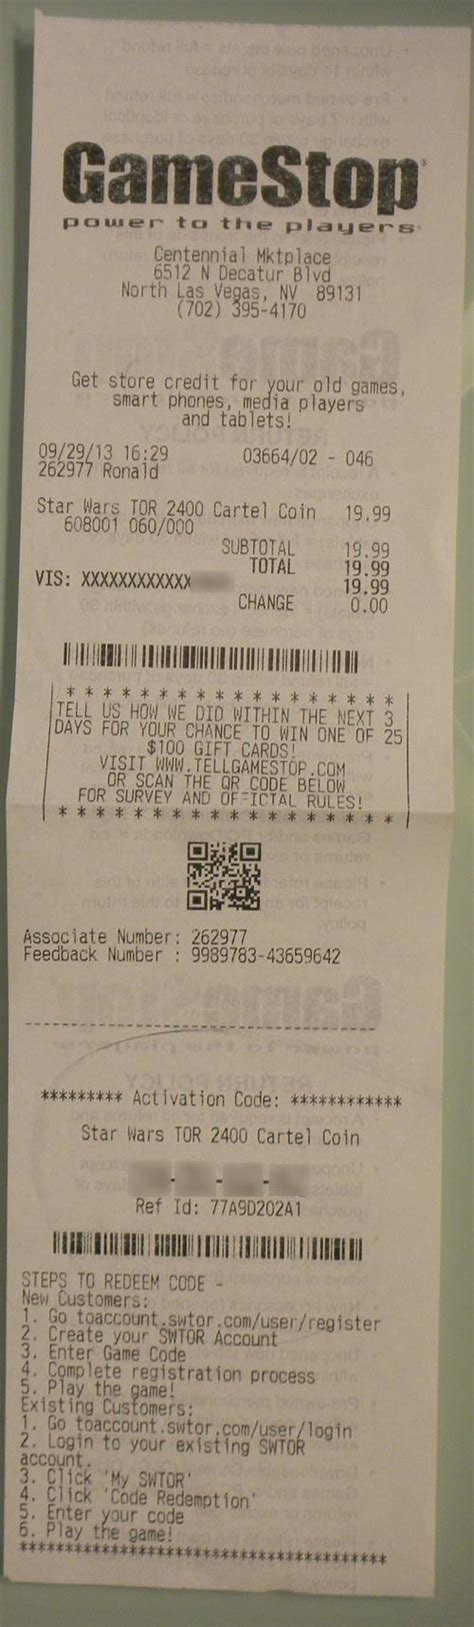 GameStop
power to the players
Centennial Mktplace
6512 N Decatur Blvd
North Las Vegas, NV 89131
(702) 395-4170
Get store credit for your old games,
smart phones, media players
and tablets!
09/29/13 16:29 03664/02 - 046
262977 Ronald
Star Wars TOR 2400 Cartel Coin 19.99
608001 060/000
SUBTOTAL 19.99
TOTAL 19.99
VIS: XXXXXXXXXXXX 19.99
CHANGE 0.00
* * * * * * * * * * * * * * * * * *
TELL US HOW WE DID WITHIN THE NEXT 3
DAYS FOR YOUR CHANCE TO WIN ONE OF 25
$100 GIFT CARDS!
VISIT WWW.TELLGAMESTOP.COM
OR SCAN THE QR CODE BELOW
FOR SURVEY AND OFFICIAL RULES!
* * * * * * * * * * * * * * * * * *
Associate Number: 262977
Feedback Number : 9989783-43659642
********* Activation Code: ************
Star Wars TOR 2400 Cartel Coin
- - -
Ref Id: 77A9D202A1
STEPS TO REDEEM CODE -
New Customers:
1. Go toaccount.swtor.com/user/register
2. Create your SWTOR Account
3. Enter Game Code
4. Complete registration process
5. Play the game!
Existing Customers:
1. Go toaccount.swtor.com/user/login
2. Login to your existing SWTOR
account.
3. Click 'My SWTOR'
4. Click 'Code Redemption'
5. Enter your code
6. Play the game!
****************************************